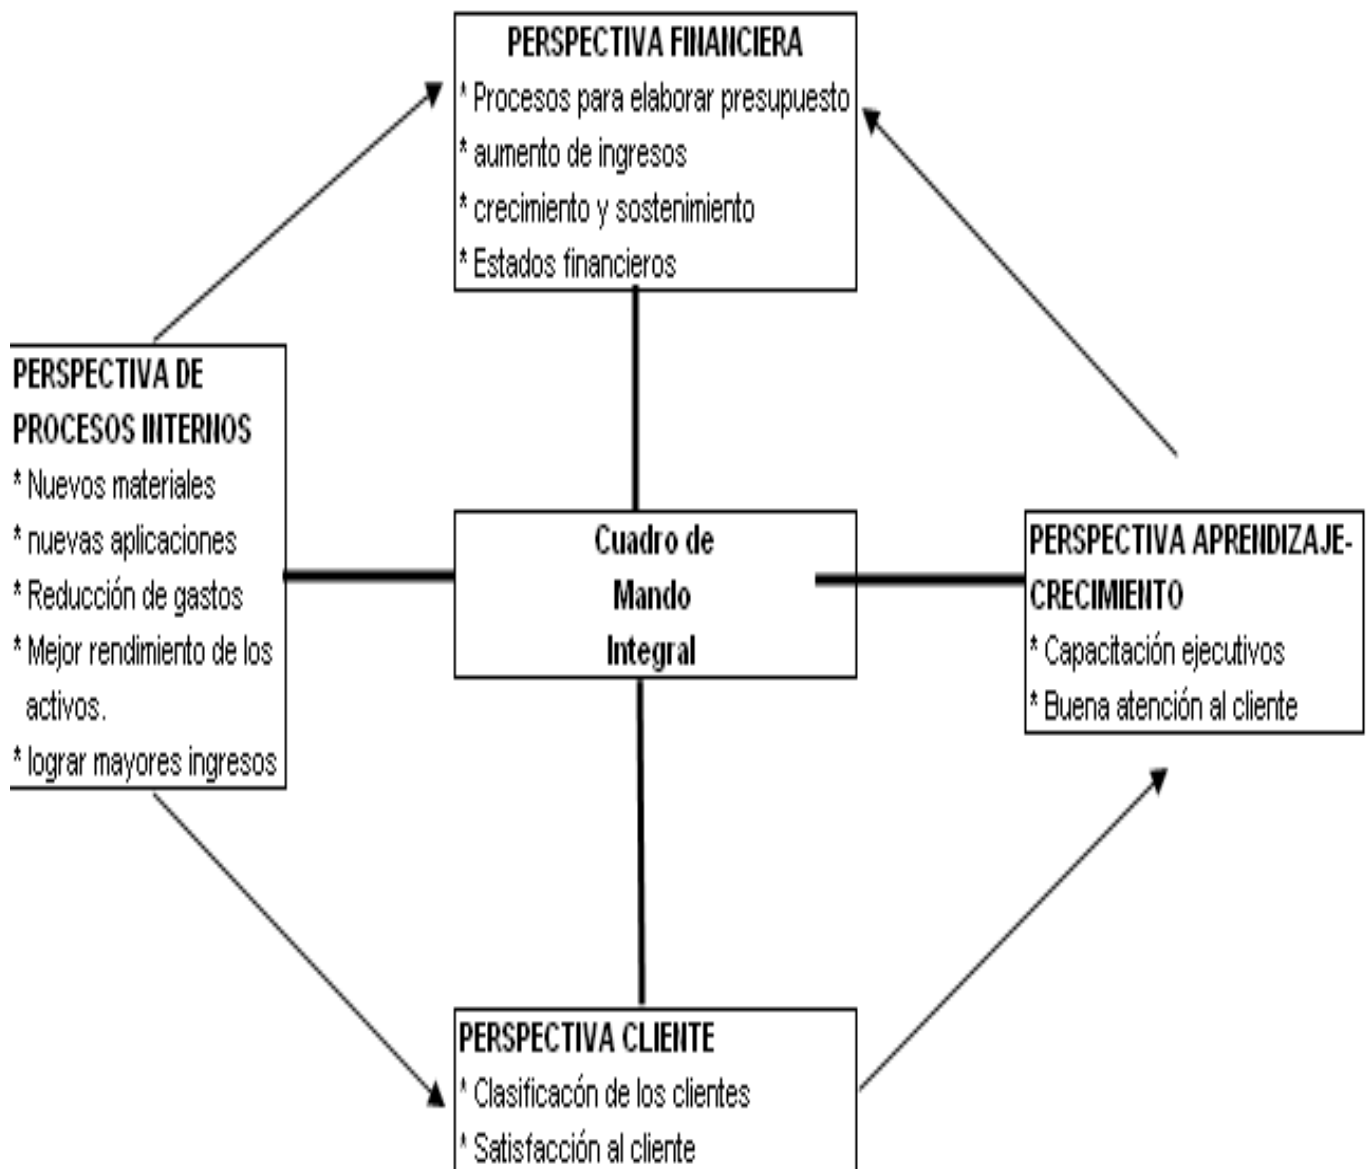 PERSPECTIVA FINANCIERA
* Procesos para elaborar presupuesto
* aumento de ingresos
* crecimiento y sostenimiento
* Estados financieros
PERSPECTIVA DE
PROCESOS INTERNOS
* Nuevos materiales
* nuevas aplicaciones
* Reducción de gastos
* Mejor rendimiento de los
activos.
* lograr mayores ingresos
Cuadro de
Mando
Integral
PERSPECTIVA APRENDIZAJE-
CRECIMIENTO
* Capacitación ejecutivos
* Buena atención al cliente
PERSPECTIVA CLIENTE
* Clasificacón de los clientes
* Satisfacción al cliente